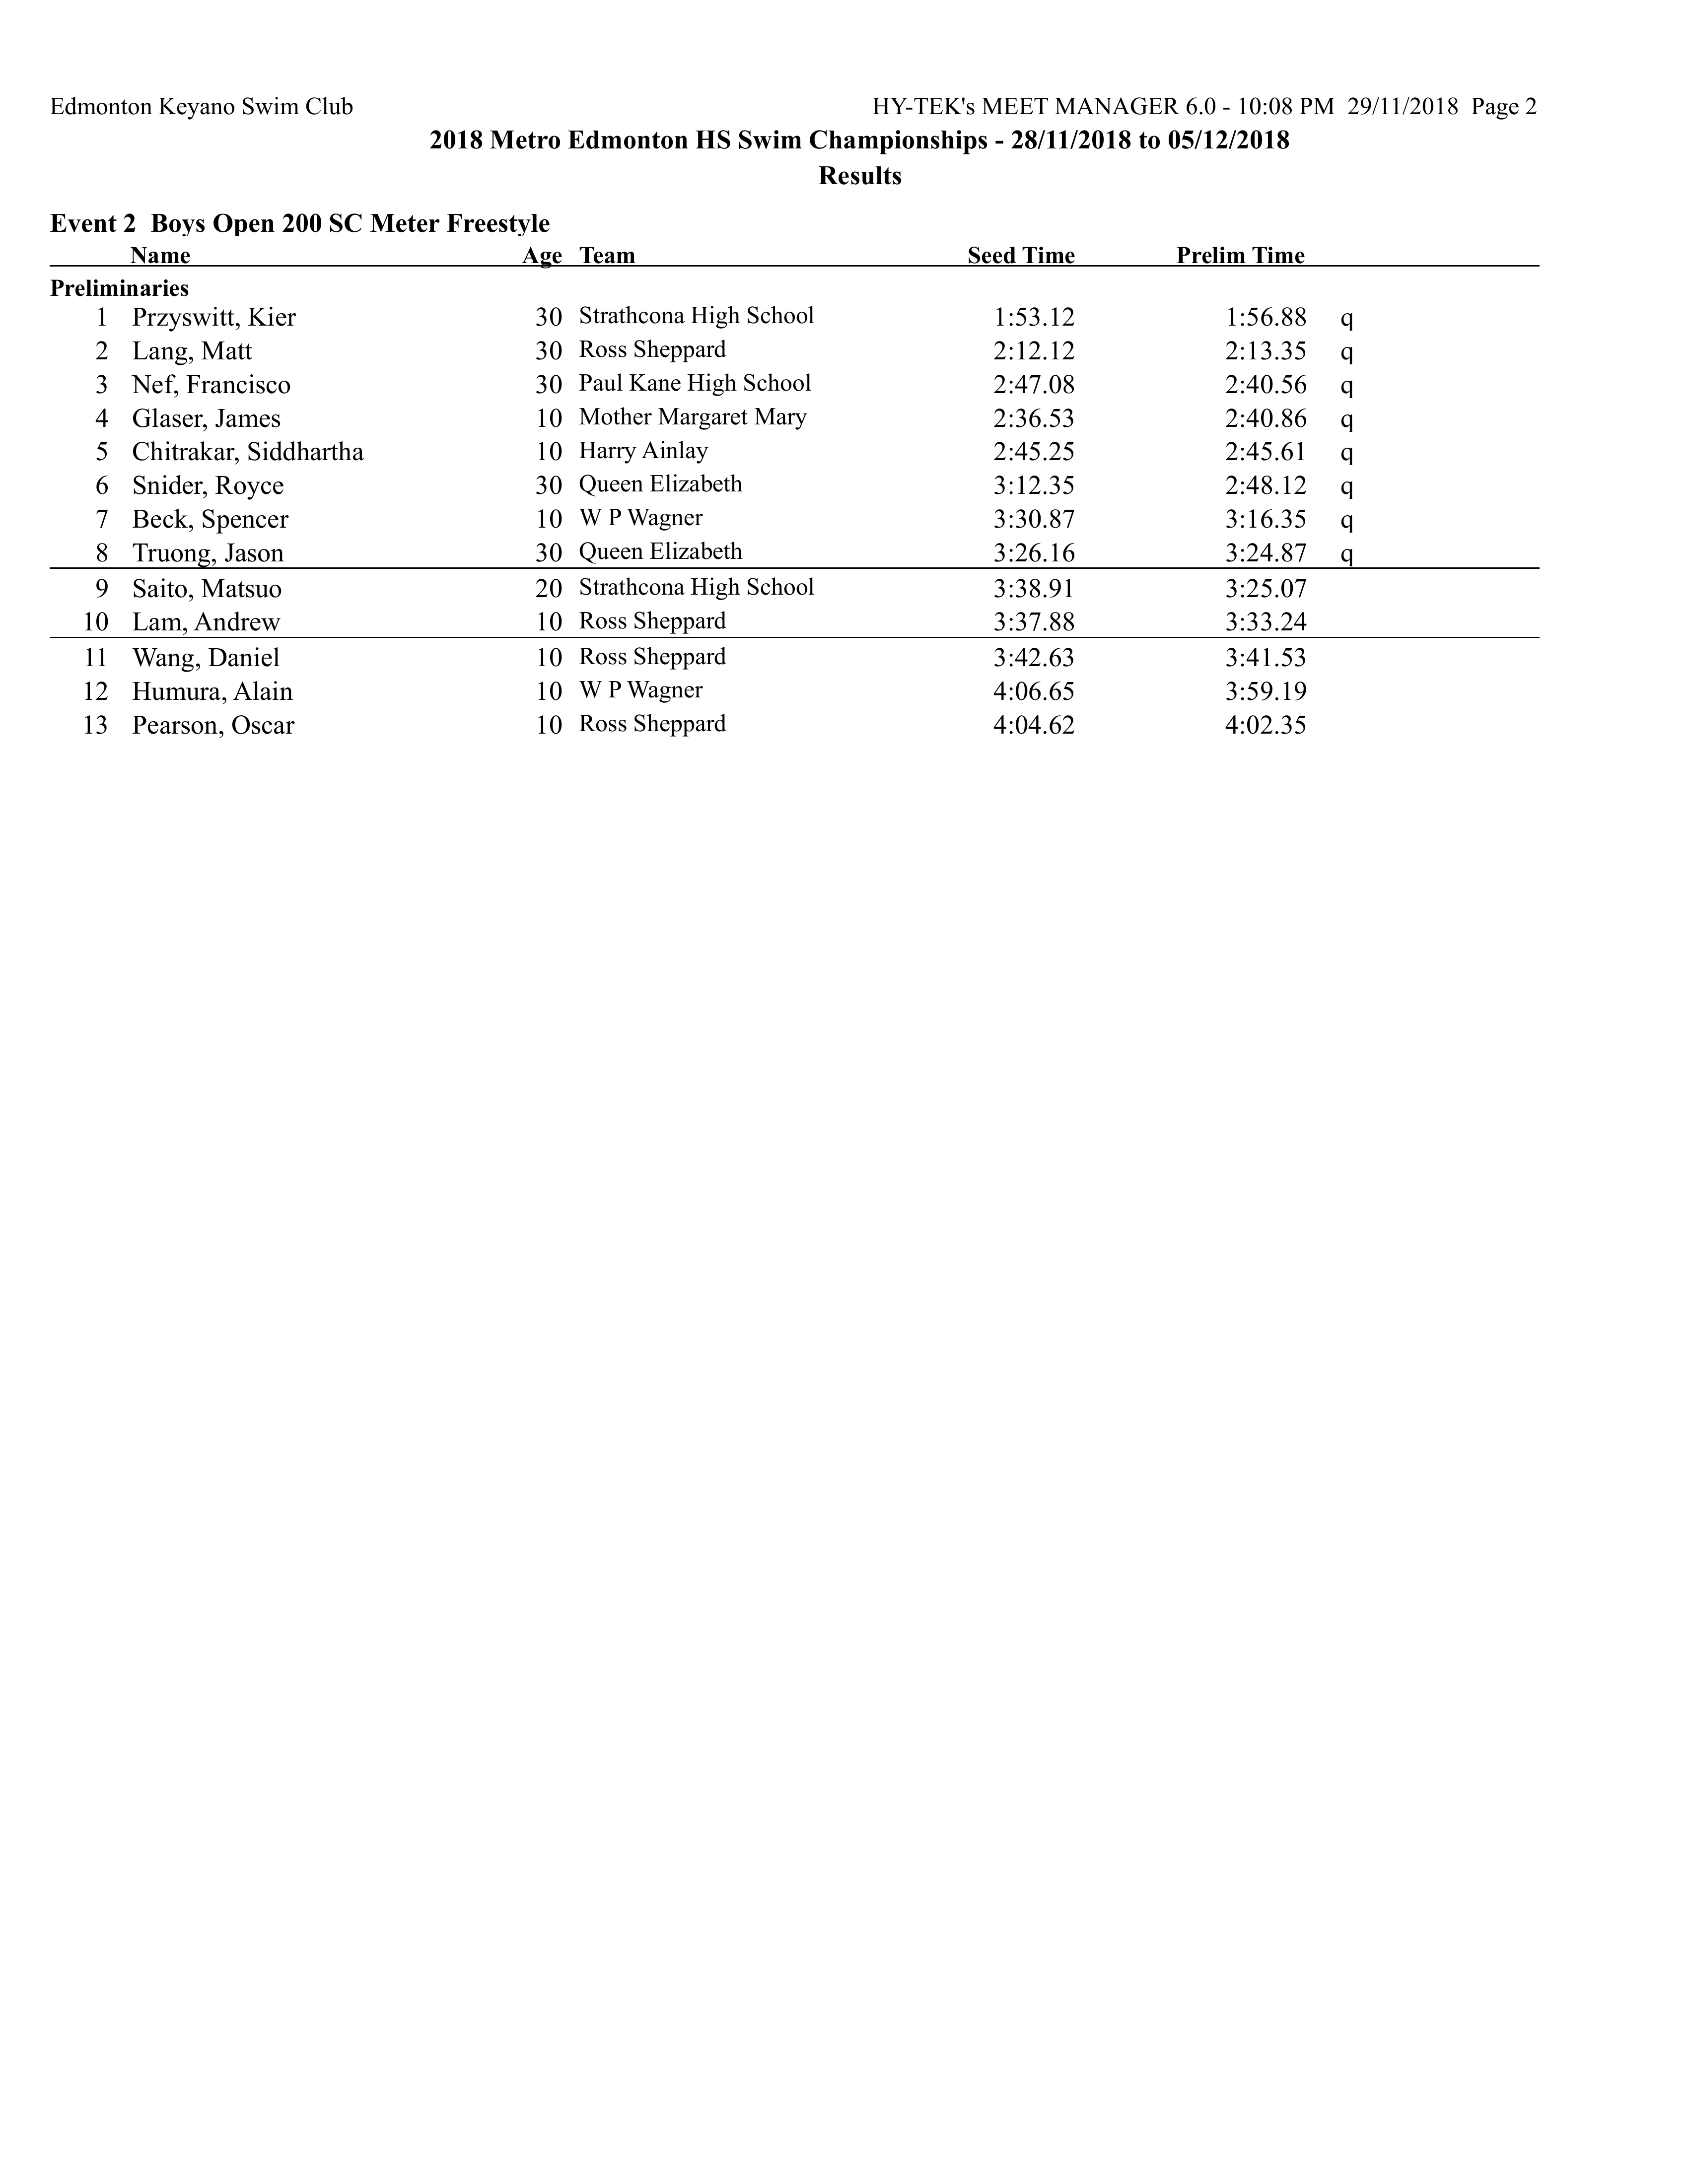 Edmonton Keyano Swim Club HY-TEK's MEET MANAGER 6.0 - 10:08 PM 29/11/2018 Page 2
2018 Metro Edmonton HS Swim Championships - 28/11/2018 to 05/12/2018
Results
Event 2 Boys Open 200 SC Meter Freestyle
Name Age Team Seed Time Prelim Time
Preliminaries
1 Przyswitt, Kier 30 Strathcona High School 1:53.12 1:56.88 q
2 Lang, Matt 30 Ross Sheppard 2:12.12 2:13.35 q
3 Nef, Francisco 30 Paul Kane High School 2:47.08 2:40.56 q
4 Glaser, James 10 Mother Margaret Mary 2:36.53 2:40.86 q
5 Chitrakar, Siddhartha 10 Harry Ainlay 2:45.25 2:45.61 q
6 Snider, Royce 30 Queen Elizabeth 3:12.35 2:48.12 q
7 Beck, Spencer 10 W P Wagner 3:30.87 3:16.35 q
8 Truong, Jason 30 Queen Elizabeth 3:26.16 3:24.87 q
9 Saito, Matsuo 20 Strathcona High School 3:38.91 3:25.07
10 Lam, Andrew 10 Ross Sheppard 3:37.88 3:33.24
11 Wang, Daniel 10 Ross Sheppard 3:42.63 3:41.53
12 Humura, Alain 10 W P Wagner 4:06.65 3:59.19
13 Pearson, Oscar 10 Ross Sheppard 4:04.62 4:02.35